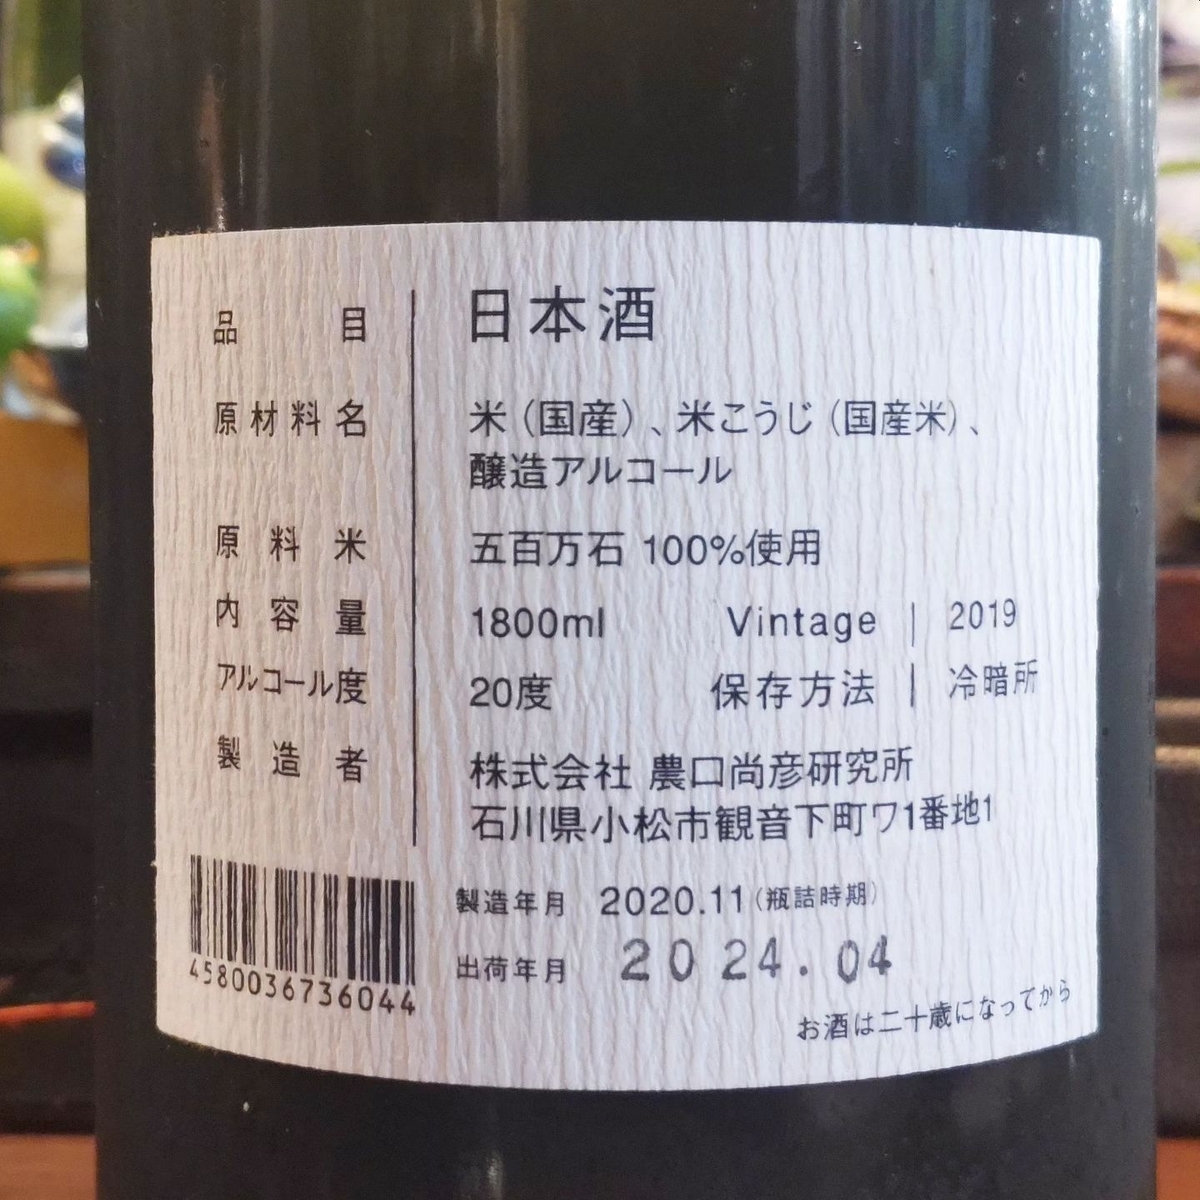 品目 日本酒
原材料名 米（国産）、米こうじ（国産米）、
醸造アルコール
原料米 五百万石 100%使用
内容量 1800ml Vintage | 2019
アルコール度 20度 保存方法 | 冷暗所
製造者 株式会社 農口尚彦研究所
石川県小松市観音下町ワ1番地1
製造年月 2020.11（瓶詰時期）
出荷年月 2024.04
4580036736044
お酒は二十歳になってから